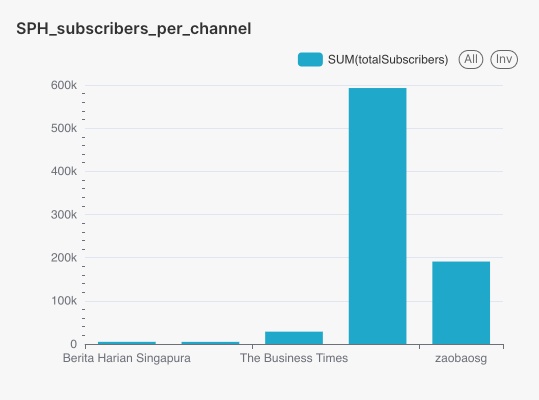 SPH_subscribers_per_channel
SUM(totalSubscribers) All Inv
600k
500k
400k
300k
200k
100k
0
Berita Harian Singapura The Business Times zaobaosg